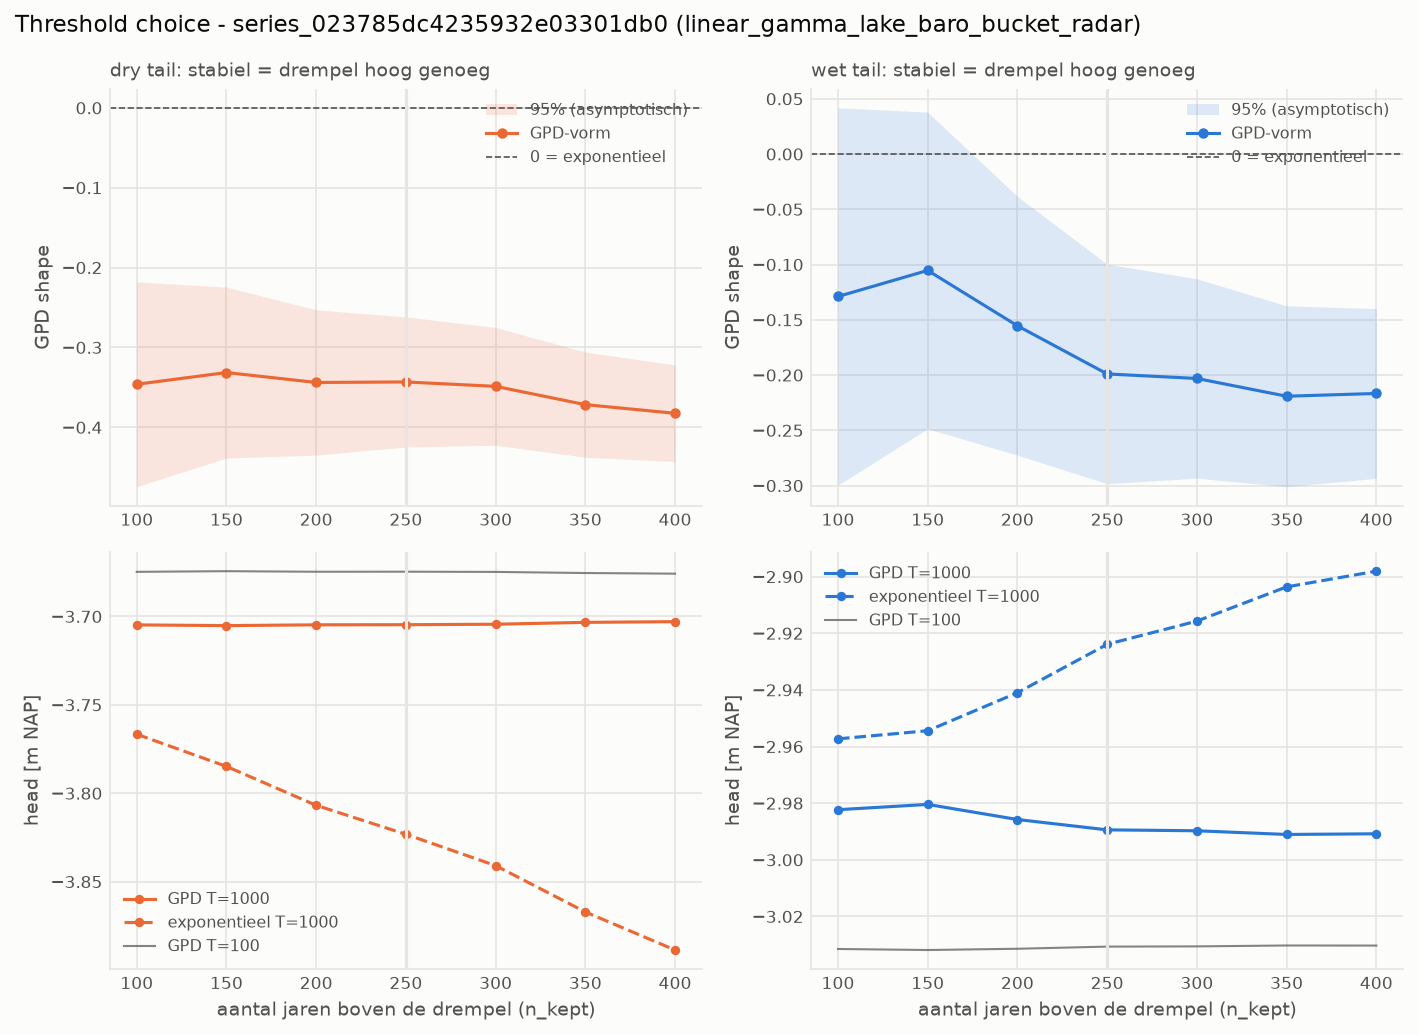 Threshold choice - series_023785dc4235932e03301db0 (linear_gamma_lake_baro_bucket_radar)
dry tail: stabiel = drempel hoog genoeg
GPD shape
0.0
−0.1
−0.2
−0.3
−0.4
95% (asymptotisch)
GPD-vorm
0 = exponentieel
100 150 200 250 300 350 400
wet tail: stabiel = drempel hoog genoeg
GPD shape
0.05
0.00
−0.05
−0.10
−0.15
−0.20
−0.25
−0.30
95% (asymptotisch)
GPD-vorm
0 = exponentieel
100 150 200 250 300 350 400
head [m NAP]
−3.70
−3.75
−3.80
−3.85
GPD T=1000
exponentieel T=1000
GPD T=100
100 150 200 250 300 350 400
aantal jaren boven de drempel (n_kept)
head [m NAP]
−2.90
−2.92
−2.94
−2.96
−2.98
−3.00
−3.02
GPD T=1000
exponentieel T=1000
GPD T=100
100 150 200 250 300 350 400
aantal jaren boven de drempel (n_kept)